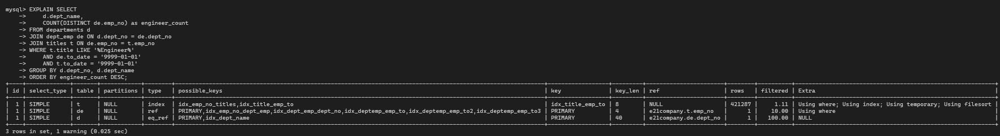 mysql> EXPLAIN SELECT
    ->     d.dept_name,
    ->     COUNT(DISTINCT de.emp_no) as engineer_count
    -> FROM departments d
    -> JOIN dept_emp de ON d.dept_no = de.dept_no
    -> JOIN titles t ON de.emp_no = t.emp_no
    -> WHERE t.title LIKE '%Engineer%'
    ->     AND de.to_date = '9999-01-01'
    ->     AND t.to_date = '9999-01-01'
    -> GROUP BY d.dept_no, d.dept_name
    -> ORDER BY engineer_count DESC;
| id | select_type | table | partitions | type | possible_keys | key | key_len | ref | rows | filtered | Extra |
| 1 | SIMPLE | t | NULL | index | idx_emp_no_titles,idx_title_emp_to | idx_title_emp_to | 8 | NULL | 421287 | 1.11 | Using where; Using index; Using temporary; Using filesort |
| 1 | SIMPLE | de | NULL | ref | PRIMARY,idx_emp_no_dept_emp,idx_dept_emp_dept_no,idx_deptemp_emp_to,idx_deptemp_emp_to2,idx_deptemp_emp_to3 | PRIMARY | 4 | e21company.t.emp_no | 1 | 10.00 | Using where |
| 1 | SIMPLE | d | NULL | eq_ref | PRIMARY,idx_dept_name | PRIMARY | 40 | e21company.de.dept_no | 1 | 100.00 | NULL |
3 rows in set, 1 warning (0.025 sec)